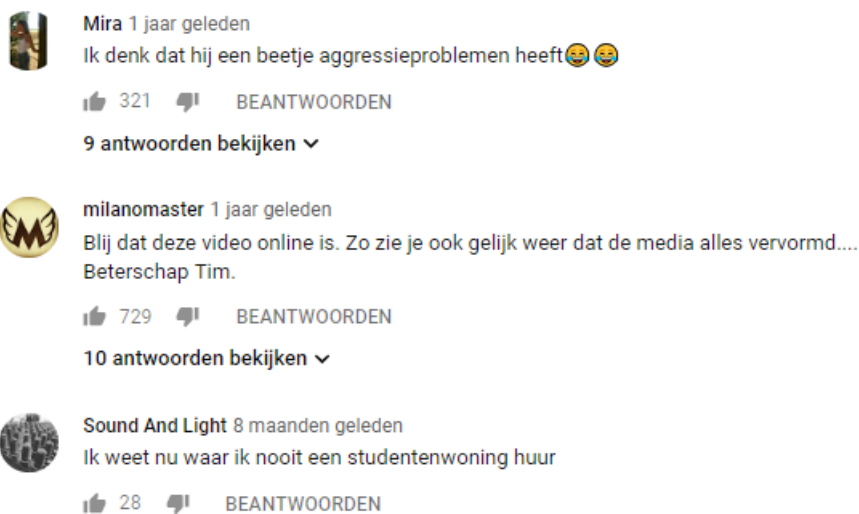 Mira 1 jaar geleden
Ik denk dat hij een beetje aggressieproblemen heeft😂😂
321 BEANTWOORDEN
9 antwoorden bekijken
milanomaster 1 jaar geleden
Blij dat deze video online is. Zo zie je ook gelijk weer dat de media alles vervormd....
Beterschap Tim.
729 BEANTWOORDEN
10 antwoorden bekijken
Sound And Light 8 maanden geleden
Ik weet nu waar ik nooit een studentenwoning huur
28 BEANTWOORDEN